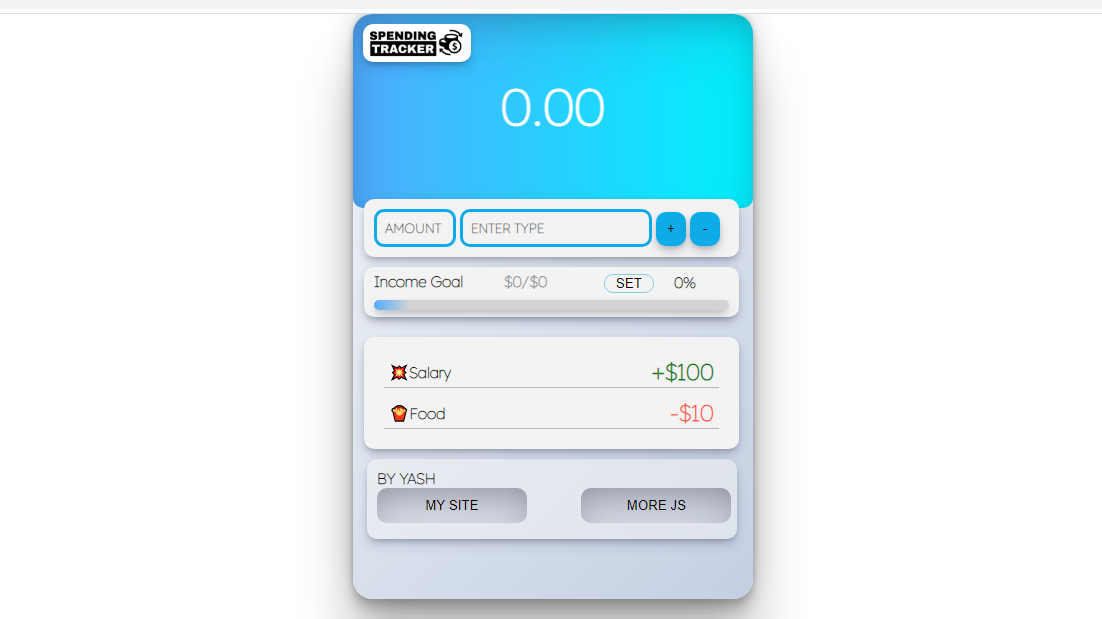 SPENDING
TRACKER
0.00
AMOUNT ENTER TYPE + -
Income Goal $0/$0 SET 0%
Salary +$100
Food -$10
BY YASH
MY SITE MORE JS